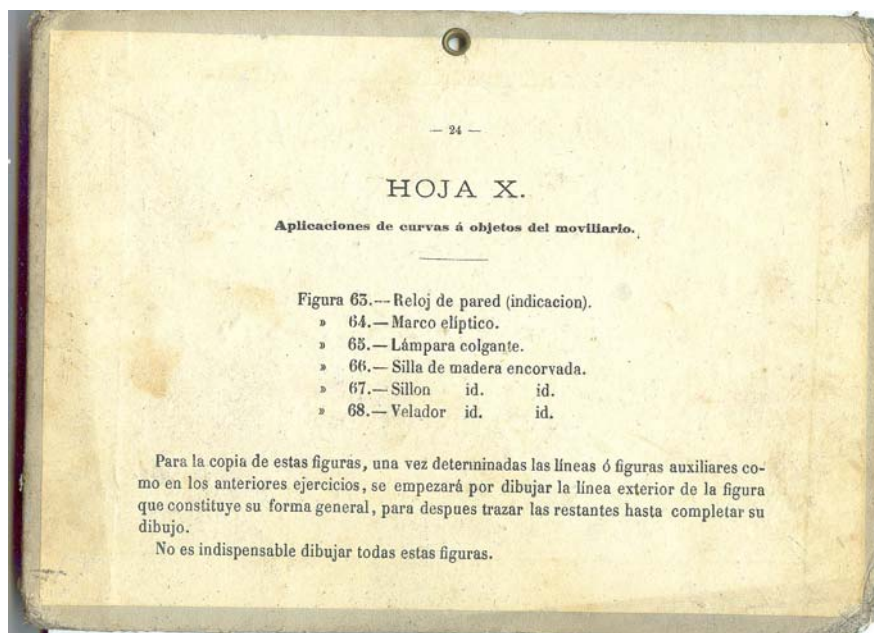 — 24 —
HOJA X.
Aplicaciones de curvas á objetos del moviliario.
Figura 63.—Reloj de pared (indicacion).
» 64.—Marco elíptico.
» 65.—Lámpara colgante.
» 66.—Silla de madera encorvada.
» 67.—Sillon id. id.
» 68.—Velador id. id.
Para la copia de estas figuras, una vez determinadas las líneas ó figuras auxiliares co-
mo en los anteriores ejercicios, se empezará por dibujar la línea exterior de la figura
que constituye su forma general, para despues trazar las restantes hasta completar su
dibujo.
No es indispensable dibujar todas estas figuras.